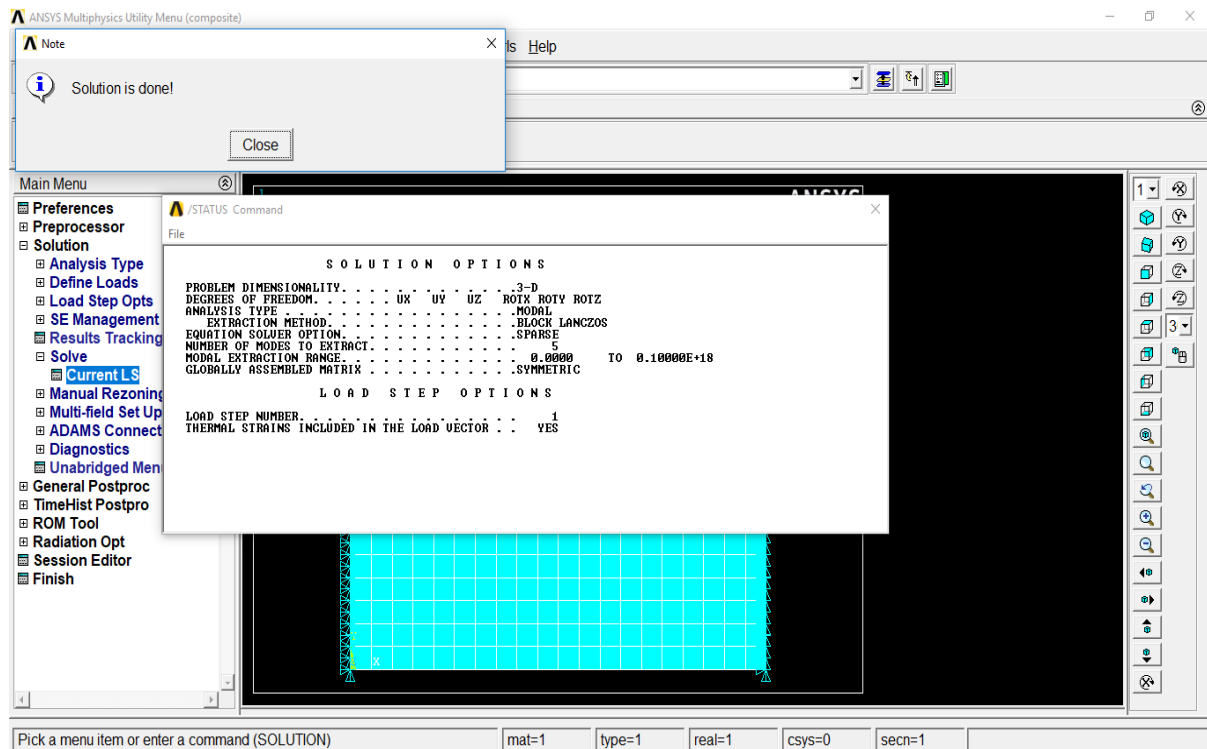 ANSYS Multiphysics Utility Menu (composite)
Note
Help
Solution is done!
Close
Main Menu
1
Preferences
Preprocessor
Solution
Analysis Type
Define Loads
Load Step Opts
SE Management
Results Tracking
Solve
Current LS
Manual Rezoning
Multi-field Set Up
ADAMS Connect
Diagnostics
Unabridged Men
General Postproc
TimeHist Postpro
ROM Tool
Radiation Opt
Session Editor
Finish
/STATUS Command
File
S O L U T I O N   O P T I O N S
PROBLEM DIMENSIONALITY. . . . . . . . . . . . .3-D
DEGREES OF FREEDOM. . . . . . UX   UY   UZ   ROTX ROTY ROTZ
ANALYSIS TYPE . . . . . . . . . . . . . . . . .MODAL
EXTRACTION METHOD. . . . . . . . . . . . . .BLOCK LANCZOS
EQUATION SOLVER OPTION. . . . . . . . . . . . .SPARSE
NUMBER OF MODES TO EXTRACT. . . . . . . . . . .    5
MODAL EXTRACTION RANGE. . . . . . . . . . . . .  0.0000      TO  0.10000E+18
GLOBALLY ASSEMBLED MATRIX . . . . . . . . . . .SYMMETRIC
L O A D   S T E P   O P T I O N S
LOAD STEP NUMBER. . . . . . . . . . . . . . . .     1
THERMAL STRAINS INCLUDED IN THE LOAD VECTOR . .   YES
X
1
3
Pick a menu item or enter a command (SOLUTION)
mat=1
type=1
real=1
csys=0
secn=1